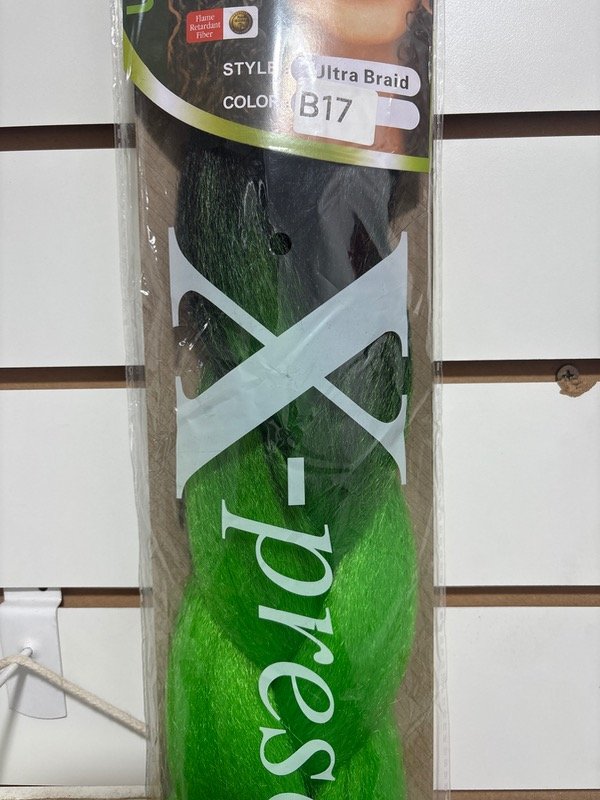 Flame
Retardant
Fiber
STYLE
Ultra Braid
COLOR
B17
X-pres